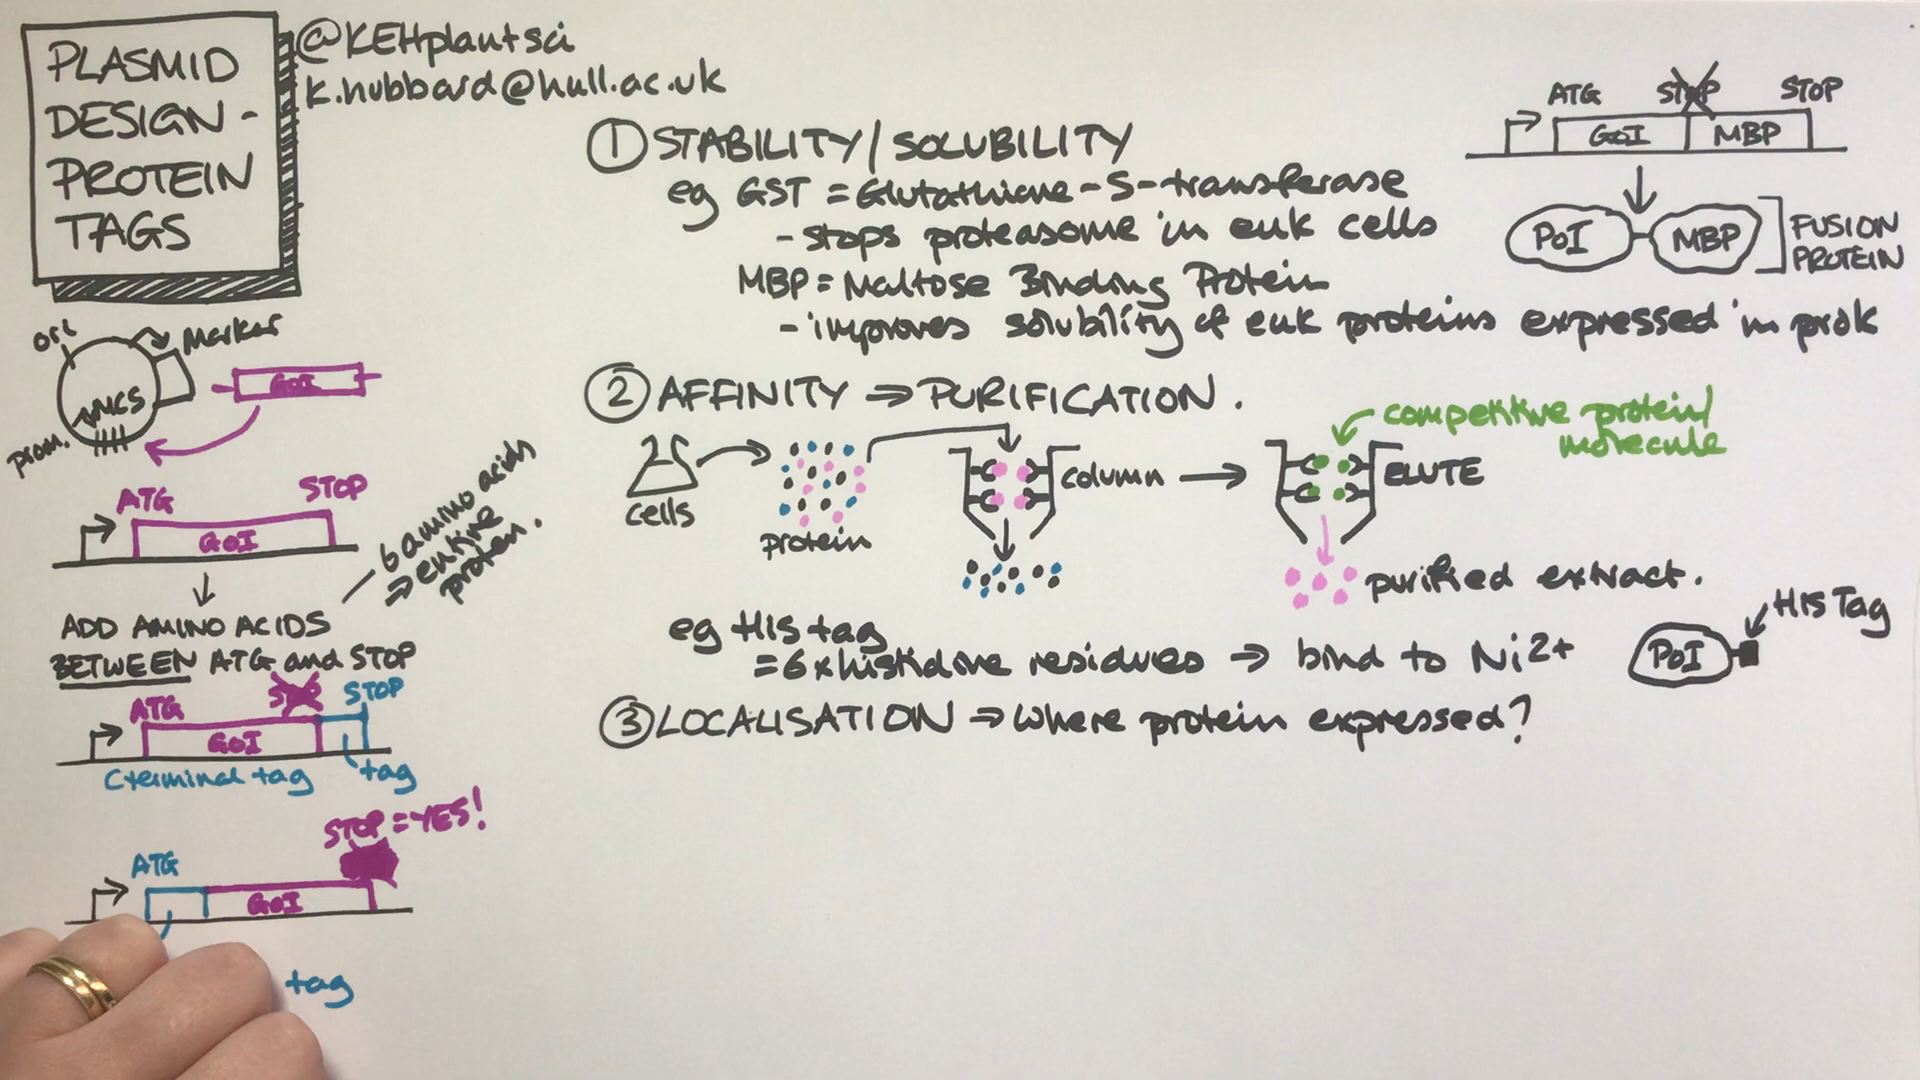 PLASMID
DESIGN -
PROTEIN
TAGS
@KEHplantsci
k.hubbard@hull.ac.uk
ori
Marker
MCS
prom.
GoI
ATG
STOP
GoI
6 amino acids
⇒ entire
protein.
ADD AMINO ACIDS
BETWEEN ATG and STOP
ATG
STOP
STOP
GoI
C terminal tag
tag
STOP = YES!
ATG
GoI
tag
① STABILITY/SOLUBILITY
eg GST = Glutathione-S-transferase
- stops proteasome in euk cells
MBP = Maltose Binding Protein
- improves solubility of euk proteins expressed in prok
ATG
STOP
STOP
GoI
MBP
PoI
MBP
FUSION
PROTEIN
② AFFINITY ⇒ PURIFICATION.
cells
protein
column
competitive protein/
molecule
ELUTE
purified extract.
eg His tag
= 6 x histidine residues → bind to Ni2+
PoI
His Tag
③ LOCALISATION ⇒ Where protein expressed?